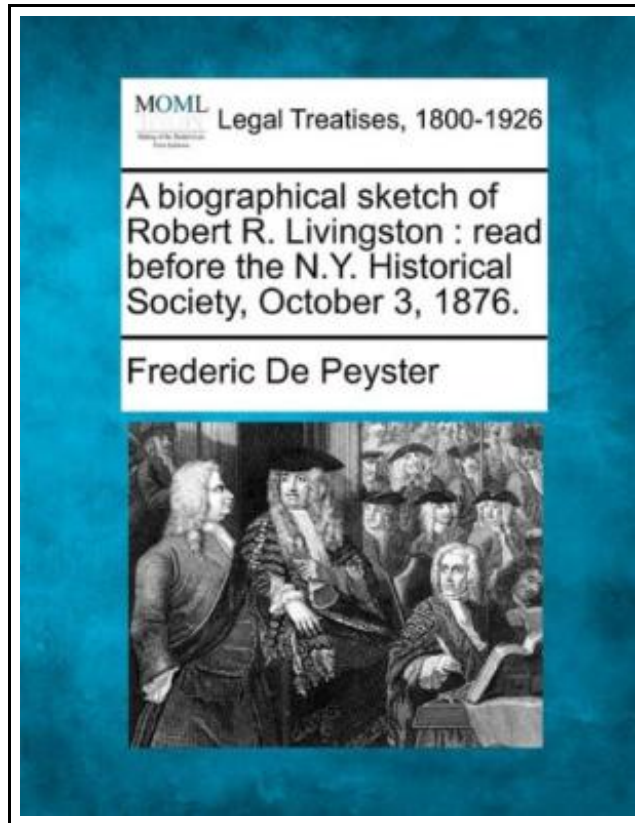 MOML
Legal Treatises, 1800-1926
A biographical sketch of
Robert R. Livingston : read
before the N.Y. Historical
Society, October 3, 1876.
Frederic De Peyster